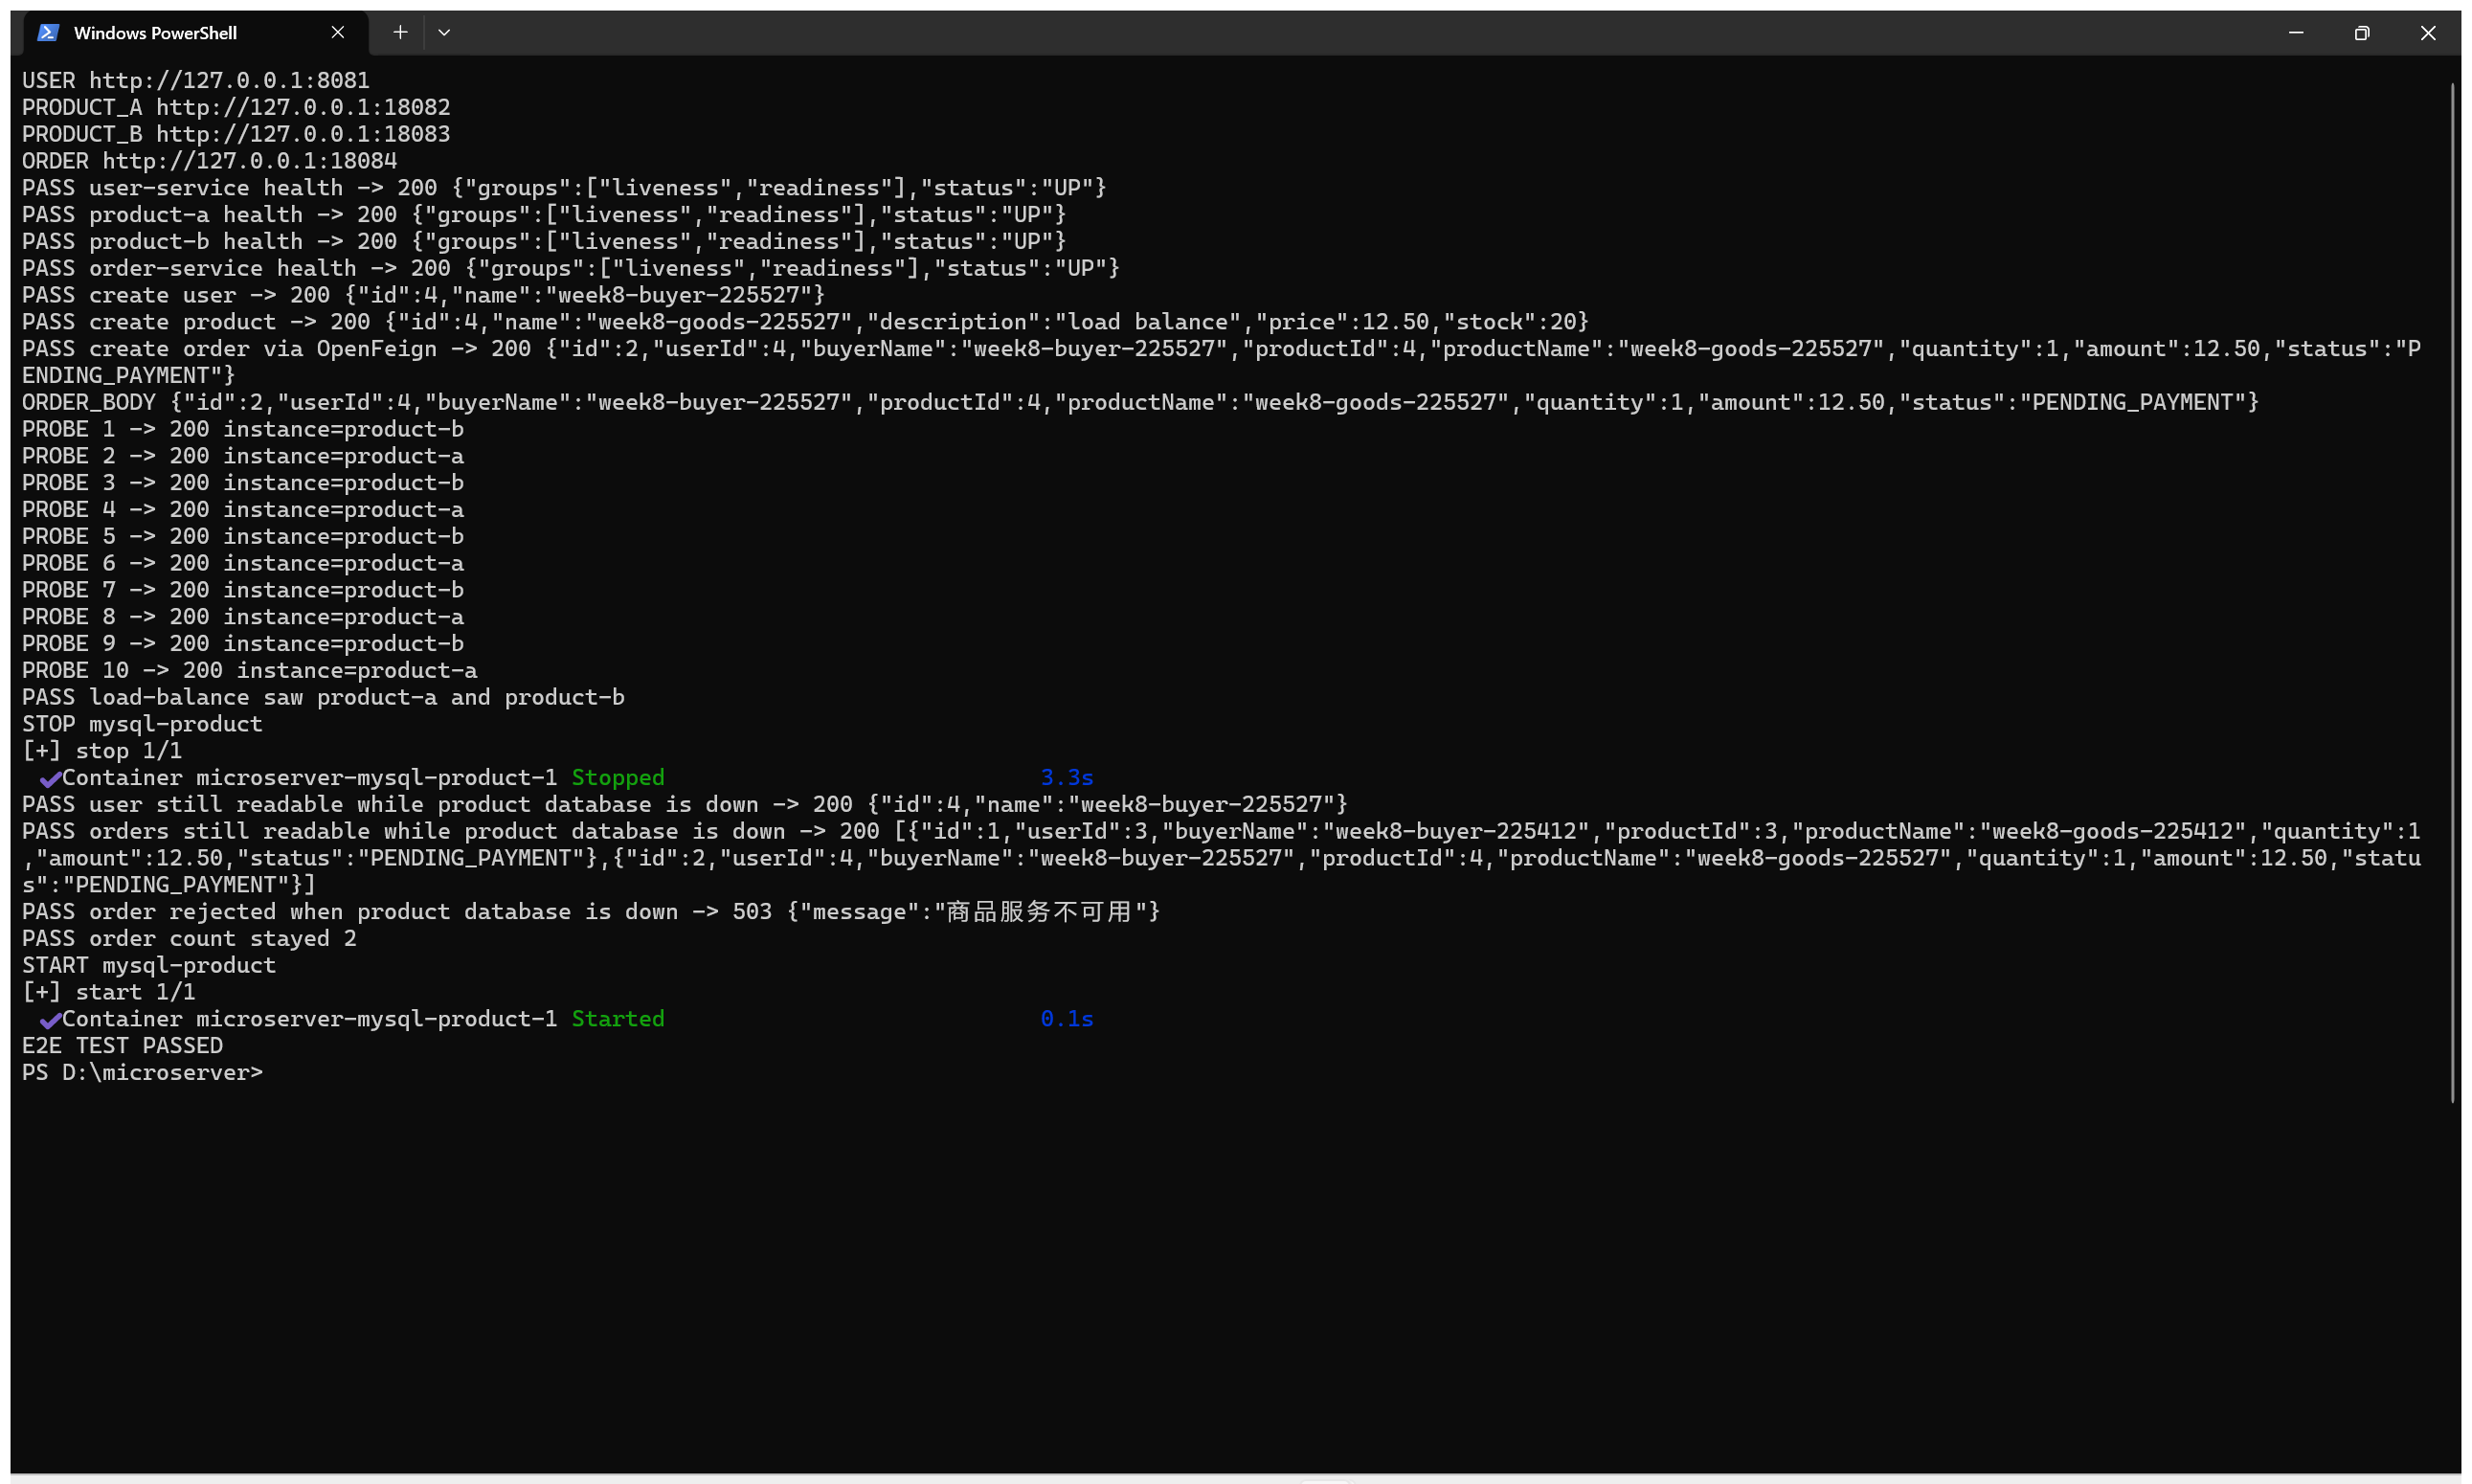 Windows PowerShell
USER http://127.0.0.1:8081
PRODUCT_A http://127.0.0.1:18082
PRODUCT_B http://127.0.0.1:18083
ORDER http://127.0.0.1:18084
PASS user-service health -> 200 {"groups":["liveness","readiness"],"status":"UP"}
PASS product-a health -> 200 {"groups":["liveness","readiness"],"status":"UP"}
PASS product-b health -> 200 {"groups":["liveness","readiness"],"status":"UP"}
PASS order-service health -> 200 {"groups":["liveness","readiness"],"status":"UP"}
PASS create user -> 200 {"id":4,"name":"week8-buyer-225527"}
PASS create product -> 200 {"id":4,"name":"week8-goods-225527","description":"load balance","price":12.50,"stock":20}
PASS create order via OpenFeign -> 200 {"id":2,"userId":4,"buyerName":"week8-buyer-225527","productId":4,"productName":"week8-goods-225527","quantity":1,"amount":12.50,"status":"P
ENDING_PAYMENT"}
ORDER_BODY {"id":2,"userId":4,"buyerName":"week8-buyer-225527","productId":4,"productName":"week8-goods-225527","quantity":1,"amount":12.50,"status":"PENDING_PAYMENT"}
PROBE 1 -> 200 instance=product-b
PROBE 2 -> 200 instance=product-a
PROBE 3 -> 200 instance=product-b
PROBE 4 -> 200 instance=product-a
PROBE 5 -> 200 instance=product-b
PROBE 6 -> 200 instance=product-a
PROBE 7 -> 200 instance=product-b
PROBE 8 -> 200 instance=product-a
PROBE 9 -> 200 instance=product-b
PROBE 10 -> 200 instance=product-a
PASS load-balance saw product-a and product-b
STOP mysql-product
[+] stop 1/1
✔Container microserver-mysql-product-1 Stopped 3.3s
PASS user still readable while product database is down -> 200 {"id":4,"name":"week8-buyer-225527"}
PASS orders still readable while product database is down -> 200 [{"id":1,"userId":3,"buyerName":"week8-buyer-225412","productId":3,"productName":"week8-goods-225412","quantity":1
,"amount":12.50,"status":"PENDING_PAYMENT"},{"id":2,"userId":4,"buyerName":"week8-buyer-225527","productId":4,"productName":"week8-goods-225527","quantity":1,"amount":12.50,"statu
s":"PENDING_PAYMENT"}]
PASS order rejected when product database is down -> 503 {"message":"商品服务不可用"}
PASS order count stayed 2
START mysql-product
[+] start 1/1
✔Container microserver-mysql-product-1 Started 0.1s
E2E TEST PASSED
PS D:\microserver>